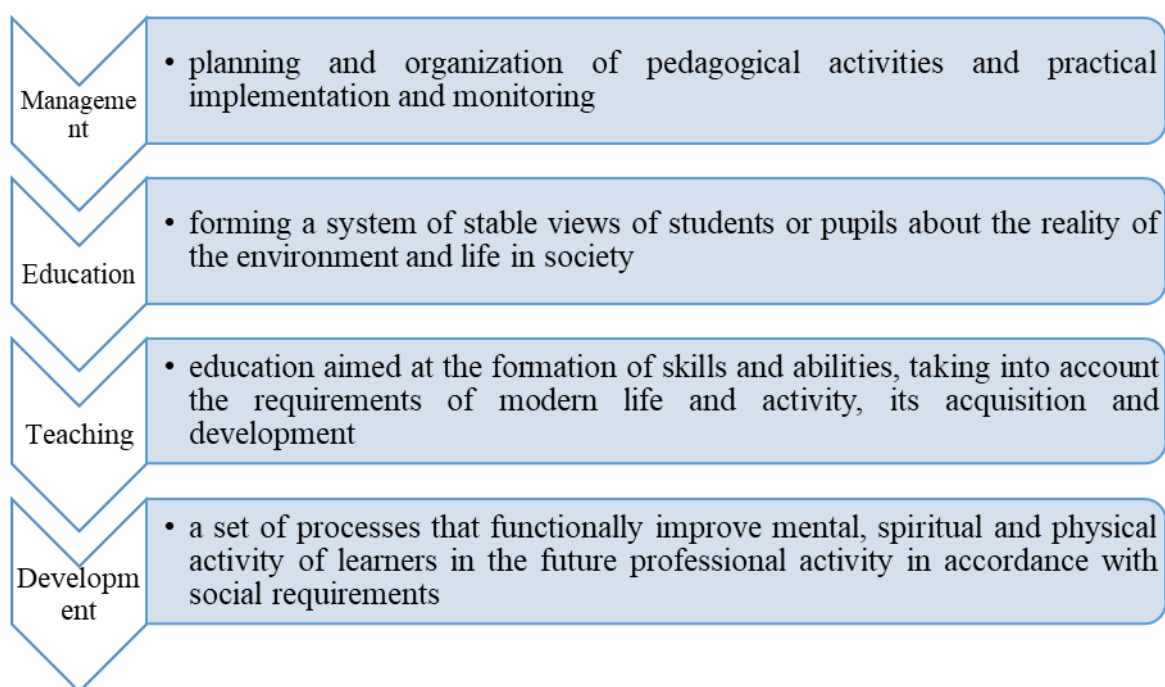 Manageme
nt
• planning and organization of pedagogical activities and practical
implementation and monitoring
Education
• forming a system of stable views of students or pupils about the reality of
the environment and life in society
Teaching
• education aimed at the formation of skills and abilities, taking into account
the requirements of modern life and activity, its acquisition and
development
Developm
ent
• a set of processes that functionally improve mental, spiritual and physical
activity of learners in the future professional activity in accordance with
social requirements